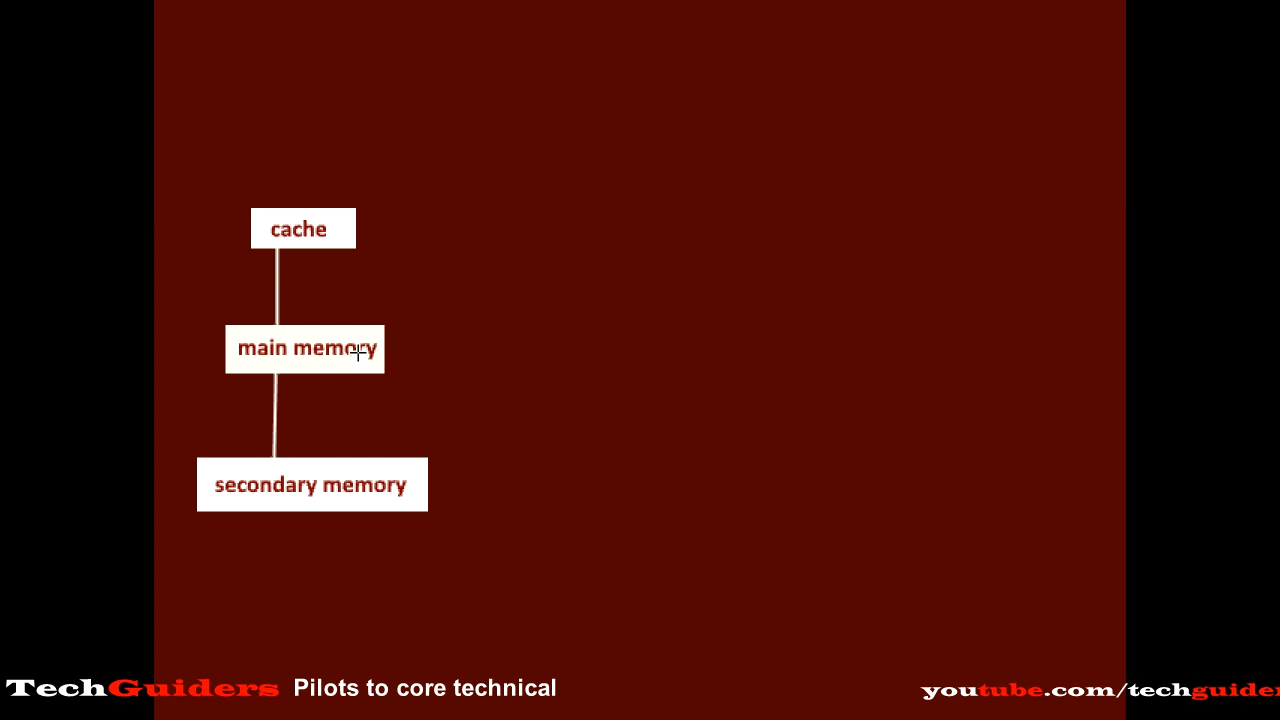 cache
main memory
secondary memory
TechGuiders Pilots to core technical
youtube.com/techguider